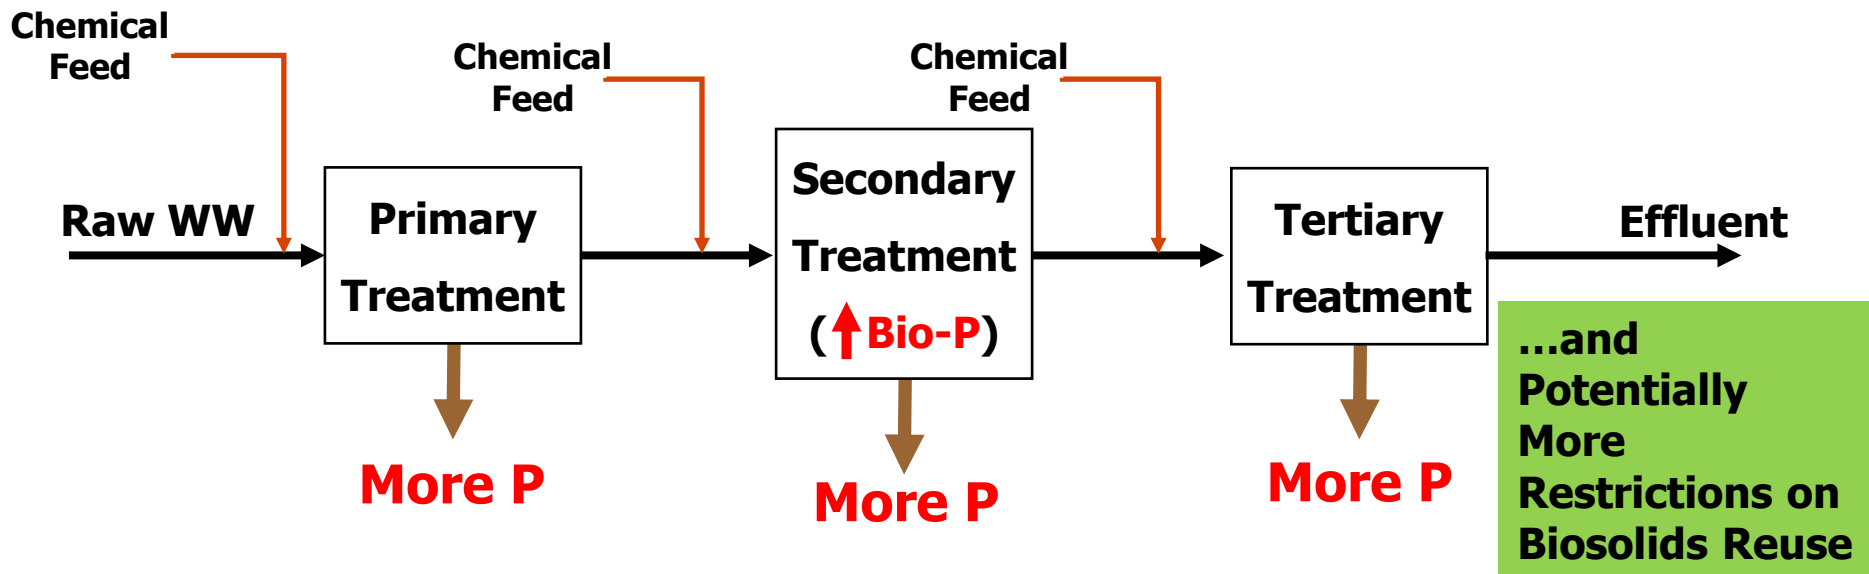 Chemical
Feed
Chemical
Feed
Chemical
Feed
Raw WW
Primary
Treatment
Secondary
Treatment
(Bio-P)
Tertiary
Treatment
Effluent
More P
More P
More P
...and
Potentially
More
Restrictions on
Biosolids Reuse